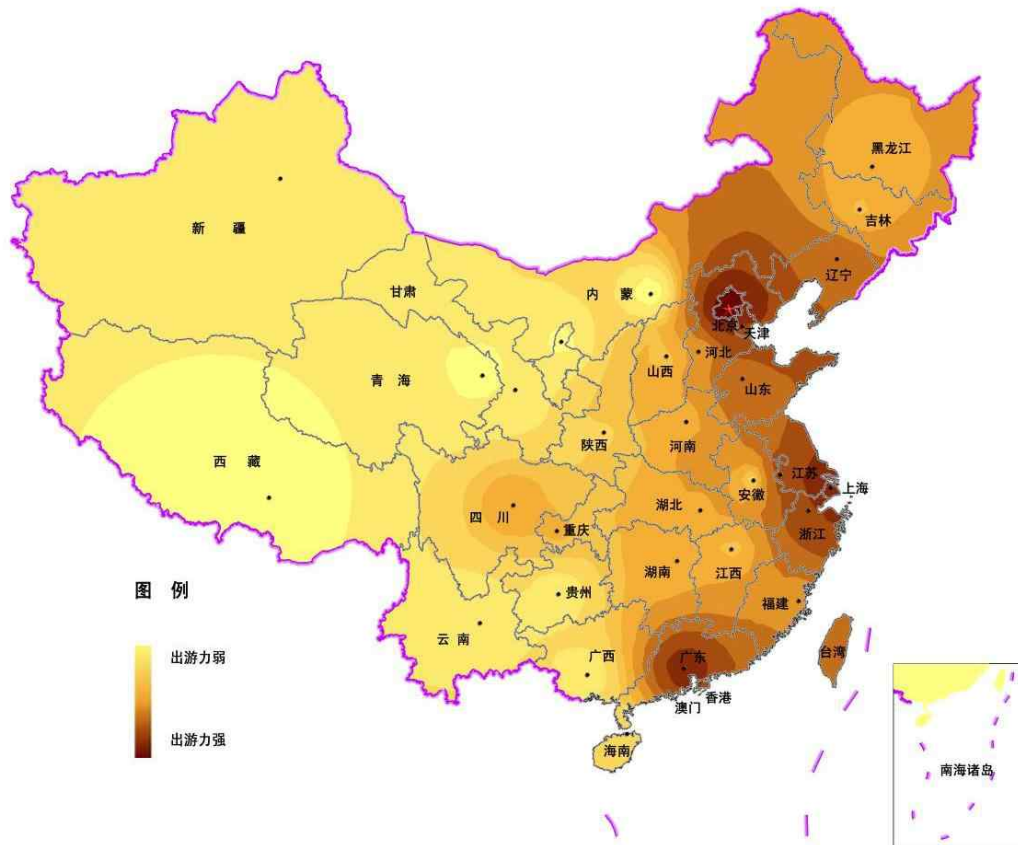 黑龙江
吉林
辽宁
新 疆
甘肃
内 蒙
北京
天津
河北
山西
山东
青 海
陕西
河南
西 藏
江苏
安徽
上海
四 川
湖北
重庆
浙江
湖南
江西
贵州
福建
云 南
广西
广东
台湾
香港
澳门
海南
图 例
出游力弱
出游力强
南海诸岛